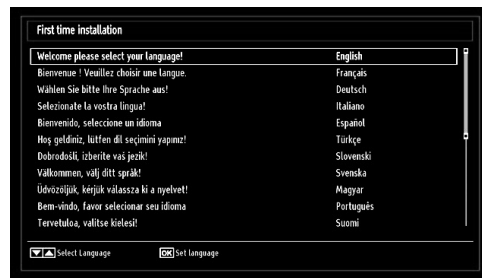 First time installation
Welcome please select your language! English
Bienvenue ! Veuillez choisir une langue. Français
Wählen Sie bitte Ihre Sprache aus! Deutsch
Selezionate la vostra lingua! Italiano
Bienvenido, seleccione un idioma Español
Hoş geldiniz, lütfen dil seçimini yapınız! Türkçe
Dobrodošli, izberite vaš jezik! Slovenski
Välkommen, välj ditt språk! Svenska
Üdvözöljük, kérjük válassza ki a nyelvet! Magyar
Bem-vindo, favor selecionar seu idioma Português
Tervetuloa, valitse kielesi! Suomi
Select Language OK Set language